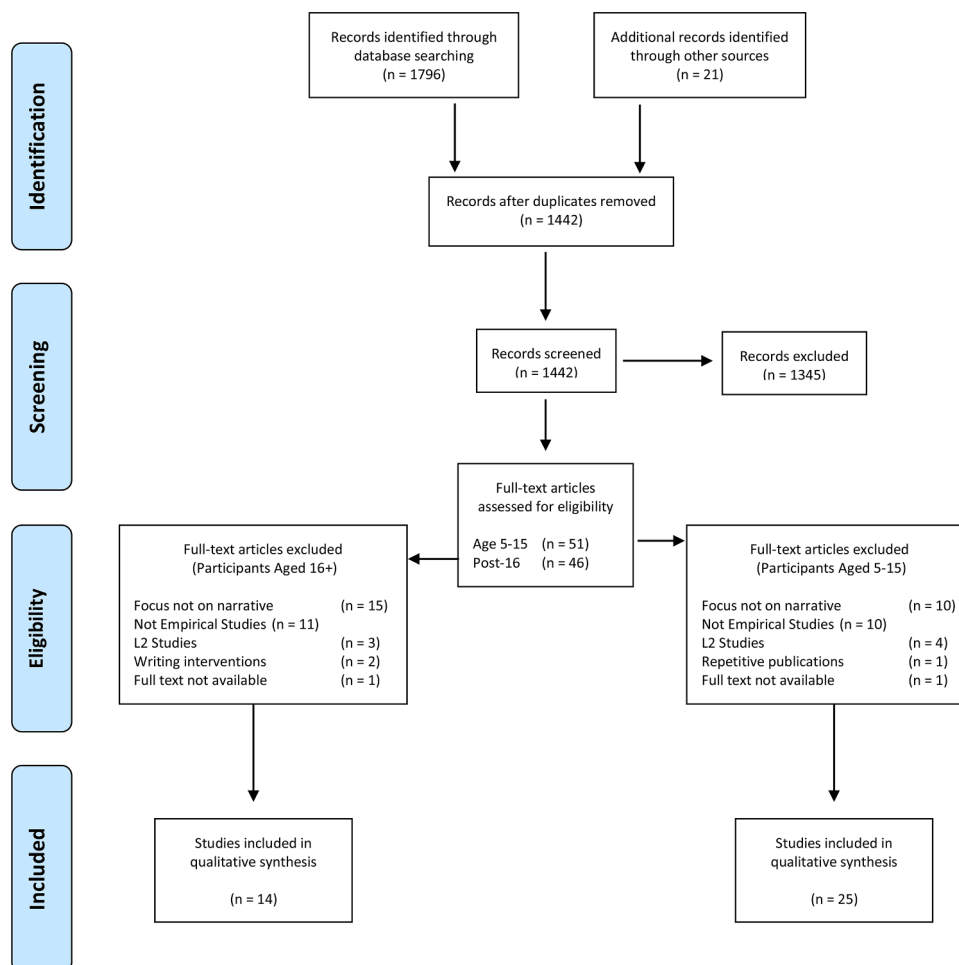 Identification
Records identified through
database searching
(n = 1796)
Additional records identified
through other sources
(n = 21)
Records after duplicates removed
(n = 1442)
Screening
Records screened
(n = 1442)
Records excluded
(n = 1345)
Eligibility
Full-text articles
assessed for eligibility
Age 5-15 (n = 51)
Post-16 (n = 46)
Full-text articles excluded
(Participants Aged 16+)
Focus not on narrative (n = 15)
Not Empirical Studies (n = 11)
L2 Studies (n = 3)
Writing interventions (n = 2)
Full text not available (n = 1)
Full-text articles excluded
(Participants Aged 5-15)
Focus not on narrative (n = 10)
Not Empirical Studies (n = 10)
L2 Studies (n = 4)
Repetitive publications (n = 1)
Full text not available (n = 1)
Included
Studies included in
qualitative synthesis
(n = 14)
Studies included in
qualitative synthesis
(n = 25)